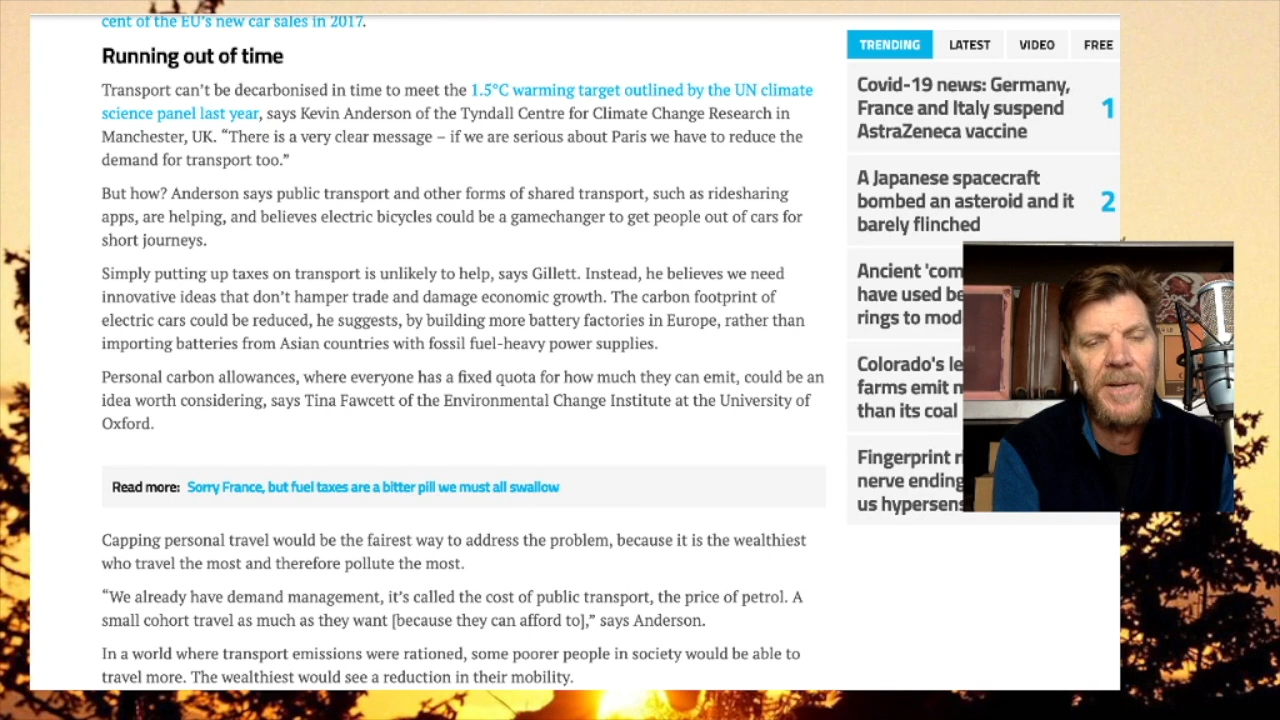 cent of the EU's new car sales in 2017.
Running out of time
Transport can't be decarbonised in time to meet the 1.5°C warming target outlined by the UN climate
science panel last year, says Kevin Anderson of the Tyndall Centre for Climate Change Research in
Manchester, UK. “There is a very clear message – if we are serious about Paris we have to reduce the
demand for transport too.”
But how? Anderson says public transport and other forms of shared transport, such as ridesharing
apps, are helping, and believes electric bicycles could be a gamechanger to get people out of cars for
short journeys.
Simply putting up taxes on transport is unlikely to help, says Gillett. Instead, he believes we need
innovative ideas that don't hamper trade and damage economic growth. The carbon footprint of
electric cars could be reduced, he suggests, by building more battery factories in Europe, rather than
importing batteries from Asian countries with fossil fuel-heavy power supplies.
Personal carbon allowances, where everyone has a fixed quota for how much they can emit, could be an
idea worth considering, says Tina Fawcett of the Environmental Change Institute at the University of
Oxford.
Read more: Sorry France, but fuel taxes are a bitter pill we must all swallow
Capping personal travel would be the fairest way to address the problem, because it is the wealthiest
who travel the most and therefore pollute the most.
“We already have demand management, it's called the cost of public transport, the price of petrol. A
small cohort travel as much as they want [because they can afford to],” says Anderson.
In a world where transport emissions were rationed, some poorer people in society would be able to
travel more. The wealthiest would see a reduction in their mobility.
TRENDING LATEST VIDEO FREE
Covid-19 news: Germany,
France and Italy suspend
AstraZeneca vaccine
1
A Japanese spacecraft
bombed an asteroid and it
barely flinched
2
Ancient 'com
have used be
rings to mod
Colorado's le
farms emit
than its coal
Fingerprint
nerve ending
us hypersens